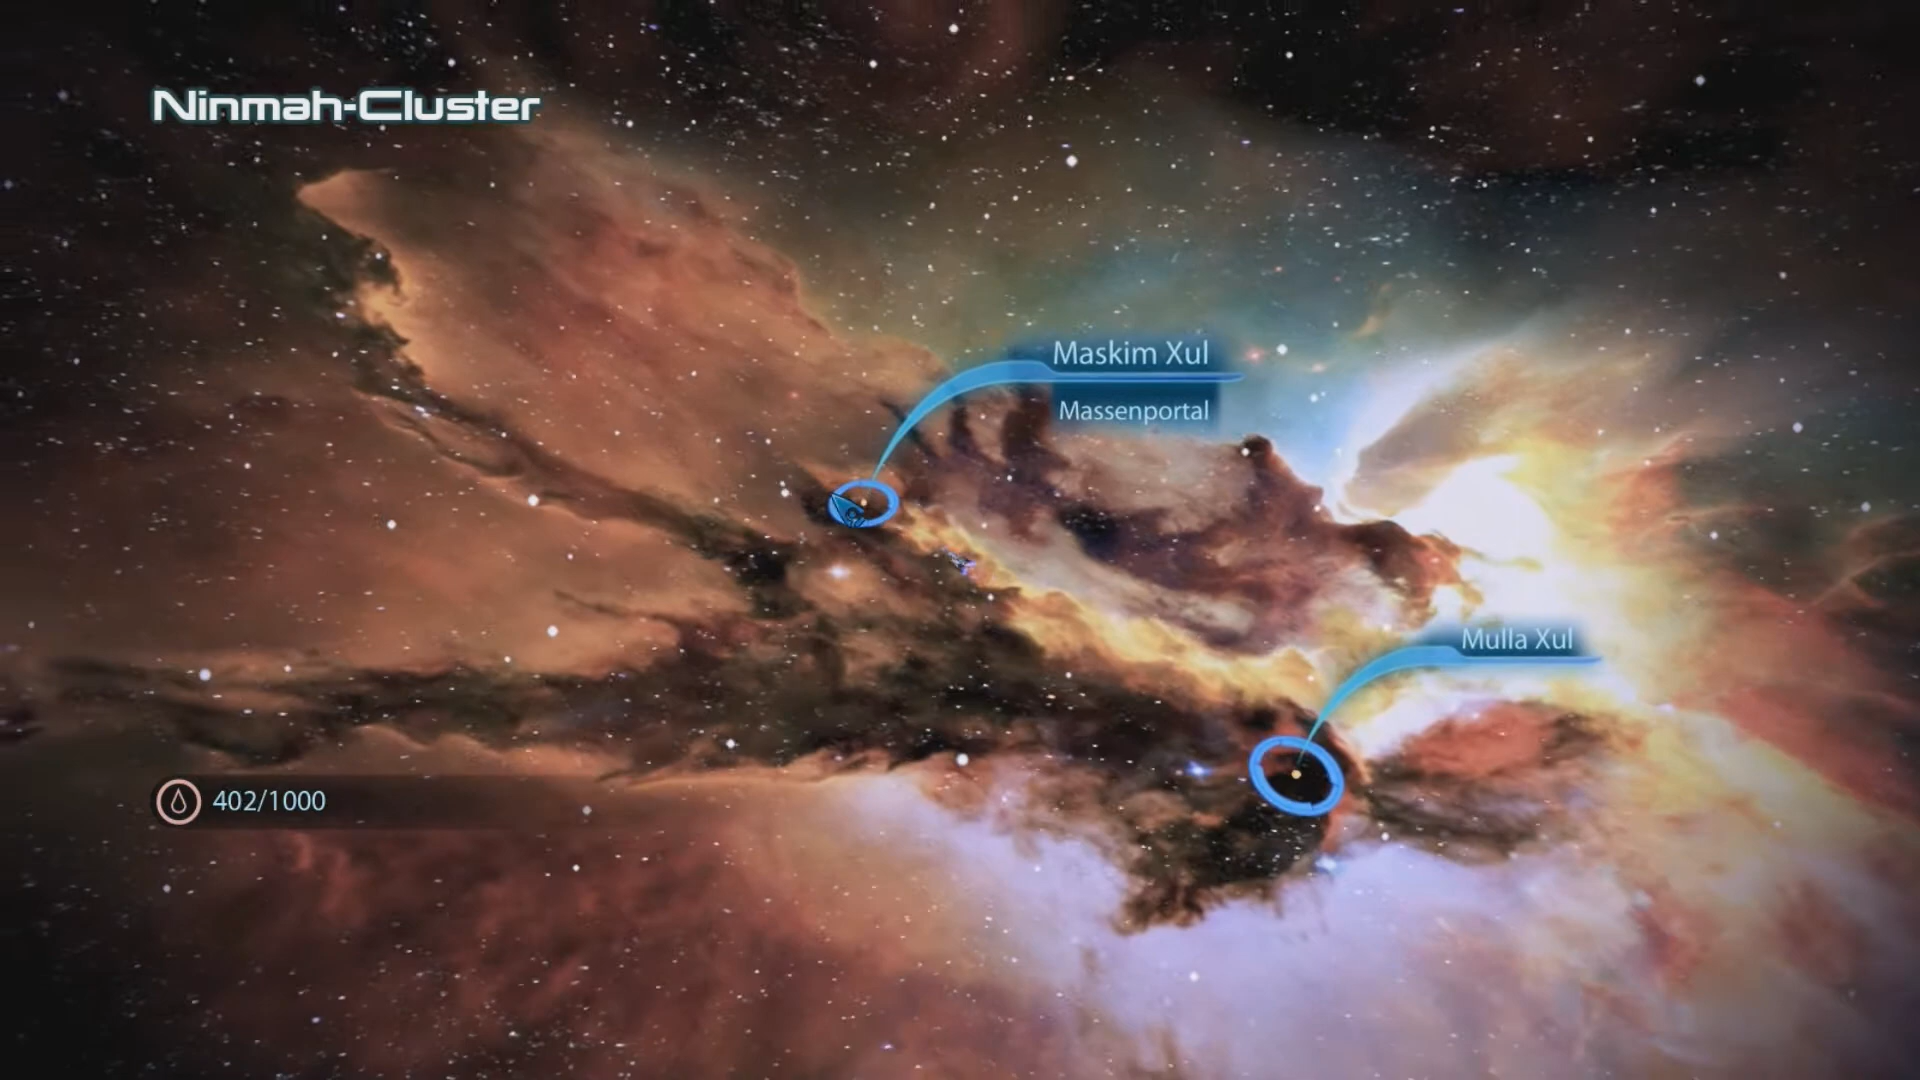 Ninmah-Cluster
Maskim Xul
Massenportal
Mulla Xul
402/1000